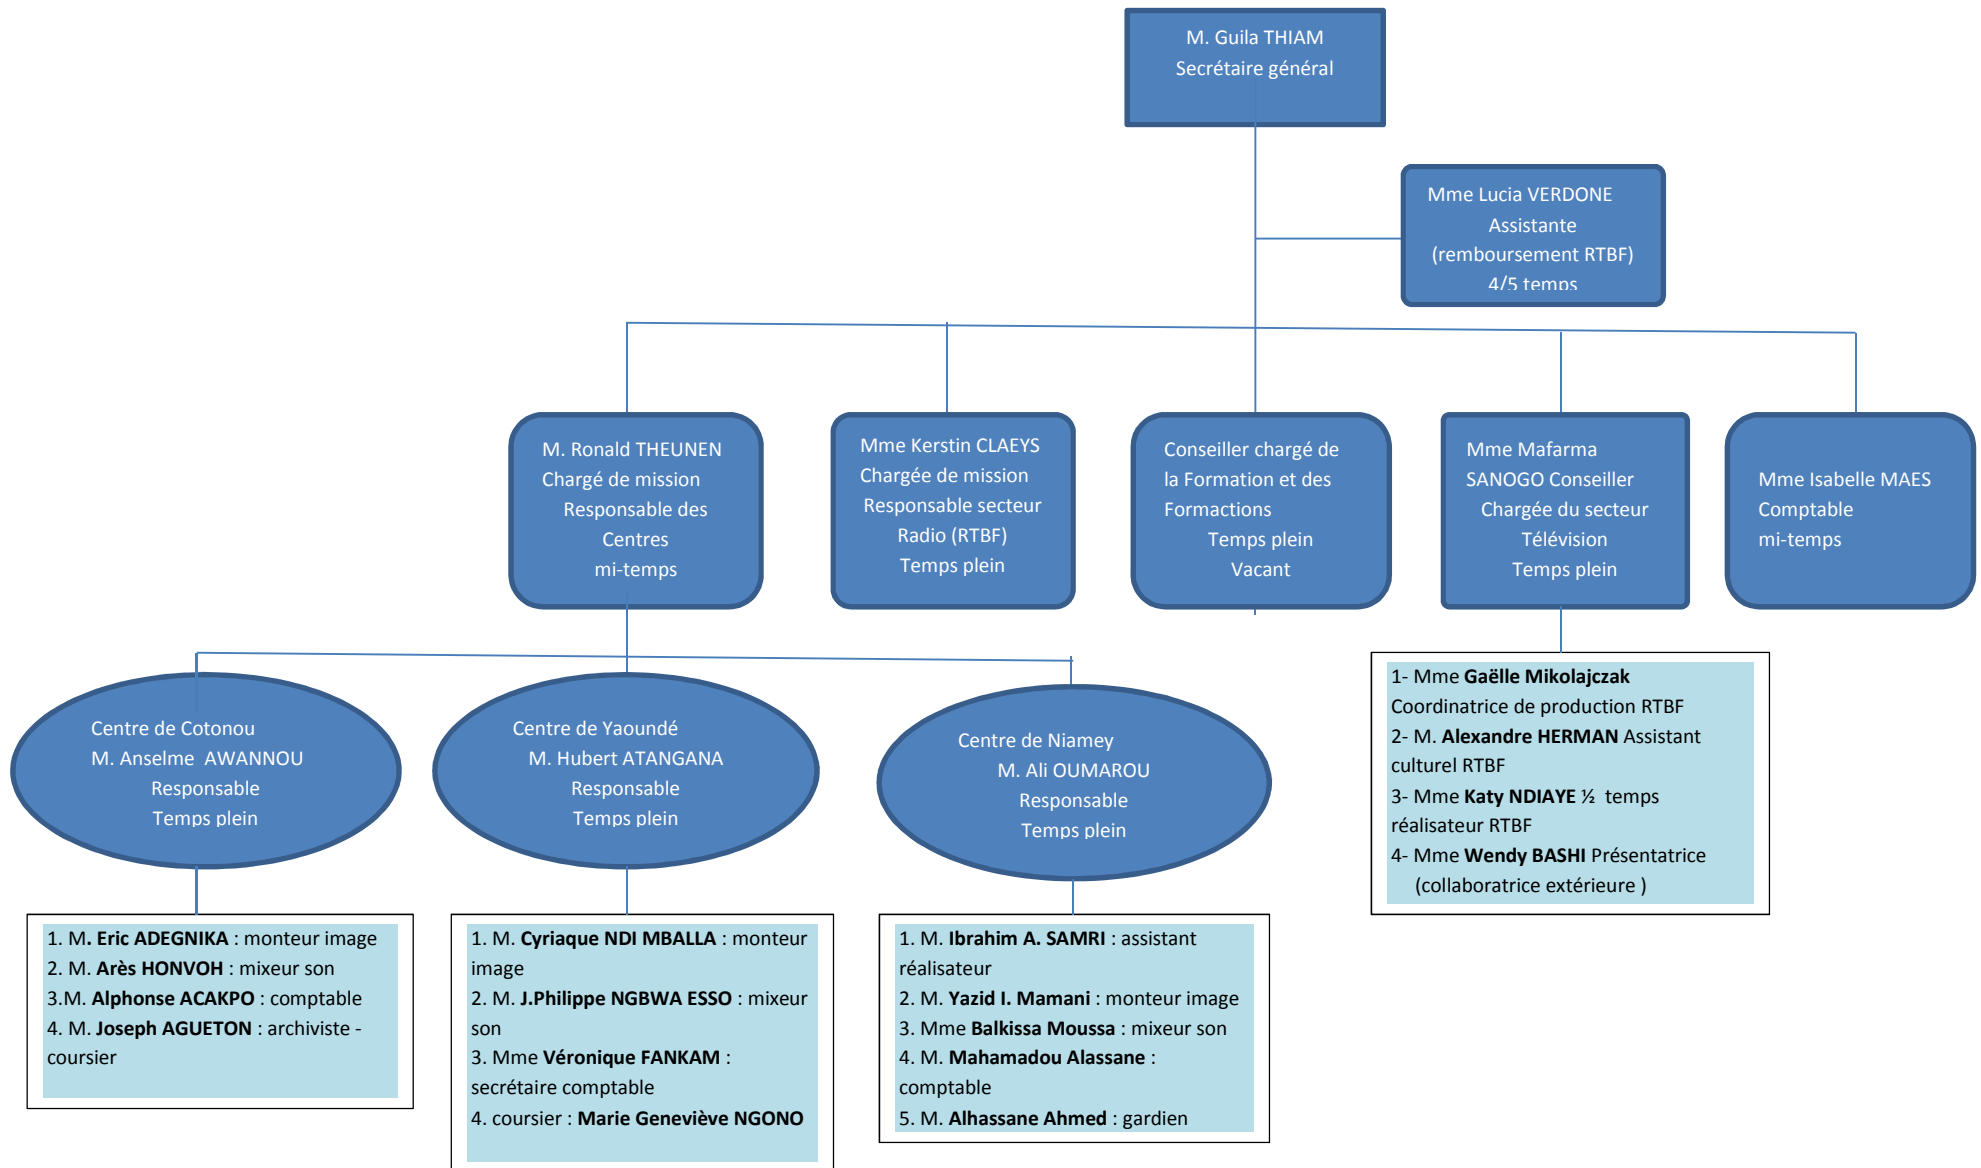 M. Guila THIAM
Secrétaire général
Mme Lucia VERDONE
Assistante
(remboursement RTBF)
4/5 temps
M. Ronald THEUNEN
Chargé de mission
Responsable des
Centres
mi-temps
Mme Kerstin CLAEYS
Chargée de mission
Responsable secteur
Radio (RTBF)
Temps plein
Conseiller chargé de
la Formation et des
Formactions
Temps plein
Vacant
Mme Mafarma
SANOGO Conseiller
Chargée du secteur
Télévision
Temps plein
Mme Isabelle MAES
Comptable
mi-temps
Centre de Cotonou
M. Anselme  AWANNOU
Responsable
Temps plein
Centre de Yaoundé
M. Hubert ATANGANA
Responsable
Temps plein
Centre de Niamey
M. Ali OUMAROU
Responsable
Temps plein
1- Mme Gaëlle Mikolajczak
Coordinatrice de production RTBF
2- M. Alexandre HERMAN Assistant
culturel RTBF
3- Mme Katy NDIAYE ½  temps
réalisateur RTBF
4- Mme Wendy BASHI Présentatrice
(collaboratrice extérieure )
1. M. Eric ADEGNIKA : monteur image
2. M. Arès HONVOH : mixeur son
3.M. Alphonse ACAKPO : comptable
4. M. Joseph AGUETON : archiviste -
coursier
1. M. Cyriaque NDI MBALLA : monteur
image
2. M. J.Philippe NGBWA ESSO : mixeur
son
3. Mme Véronique FANKAM :
secrétaire comptable
4. coursier : Marie Geneviève NGONO
1. M. Ibrahim A. SAMRI : assistant
réalisateur
2. M. Yazid I. Mamani : monteur image
3. Mme Balkissa Moussa : mixeur son
4. M. Mahamadou Alassane :
comptable
5. M. Alhassane Ahmed : gardien